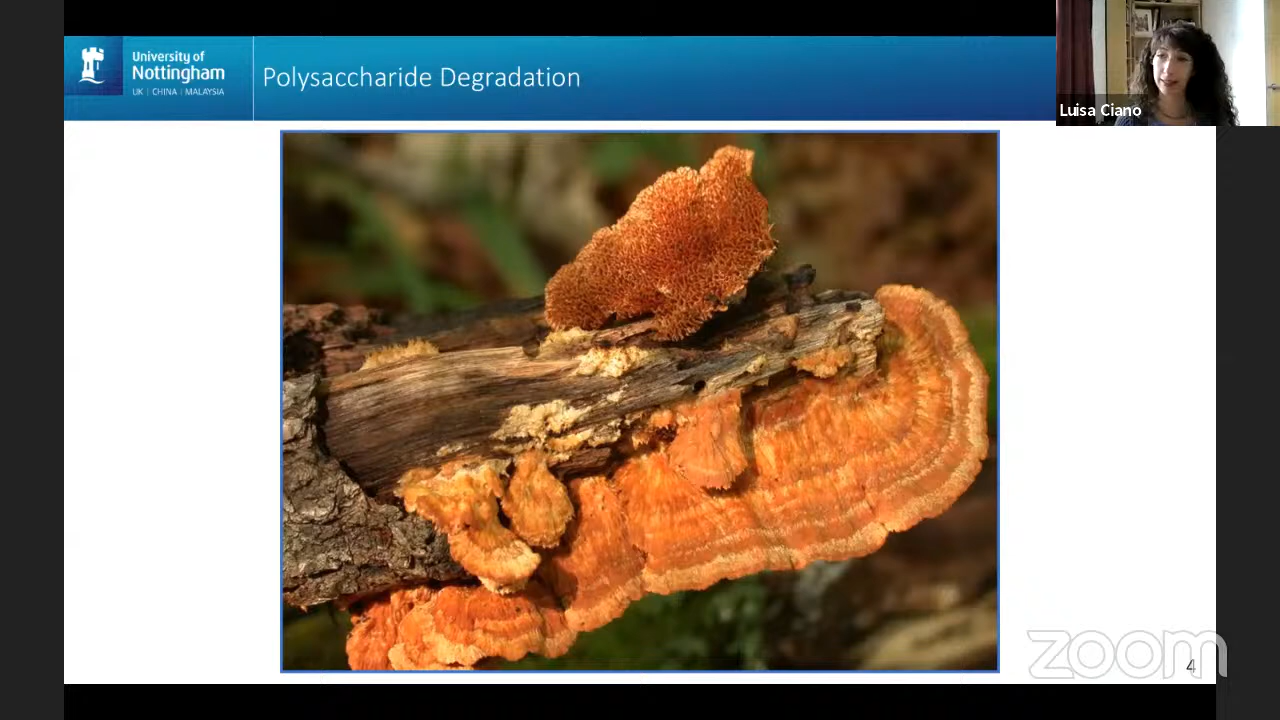 University of
Nottingham
UK | CHINA | MALAYSIA
Polysaccharide Degradation
Luisa Ciano
zoom
4